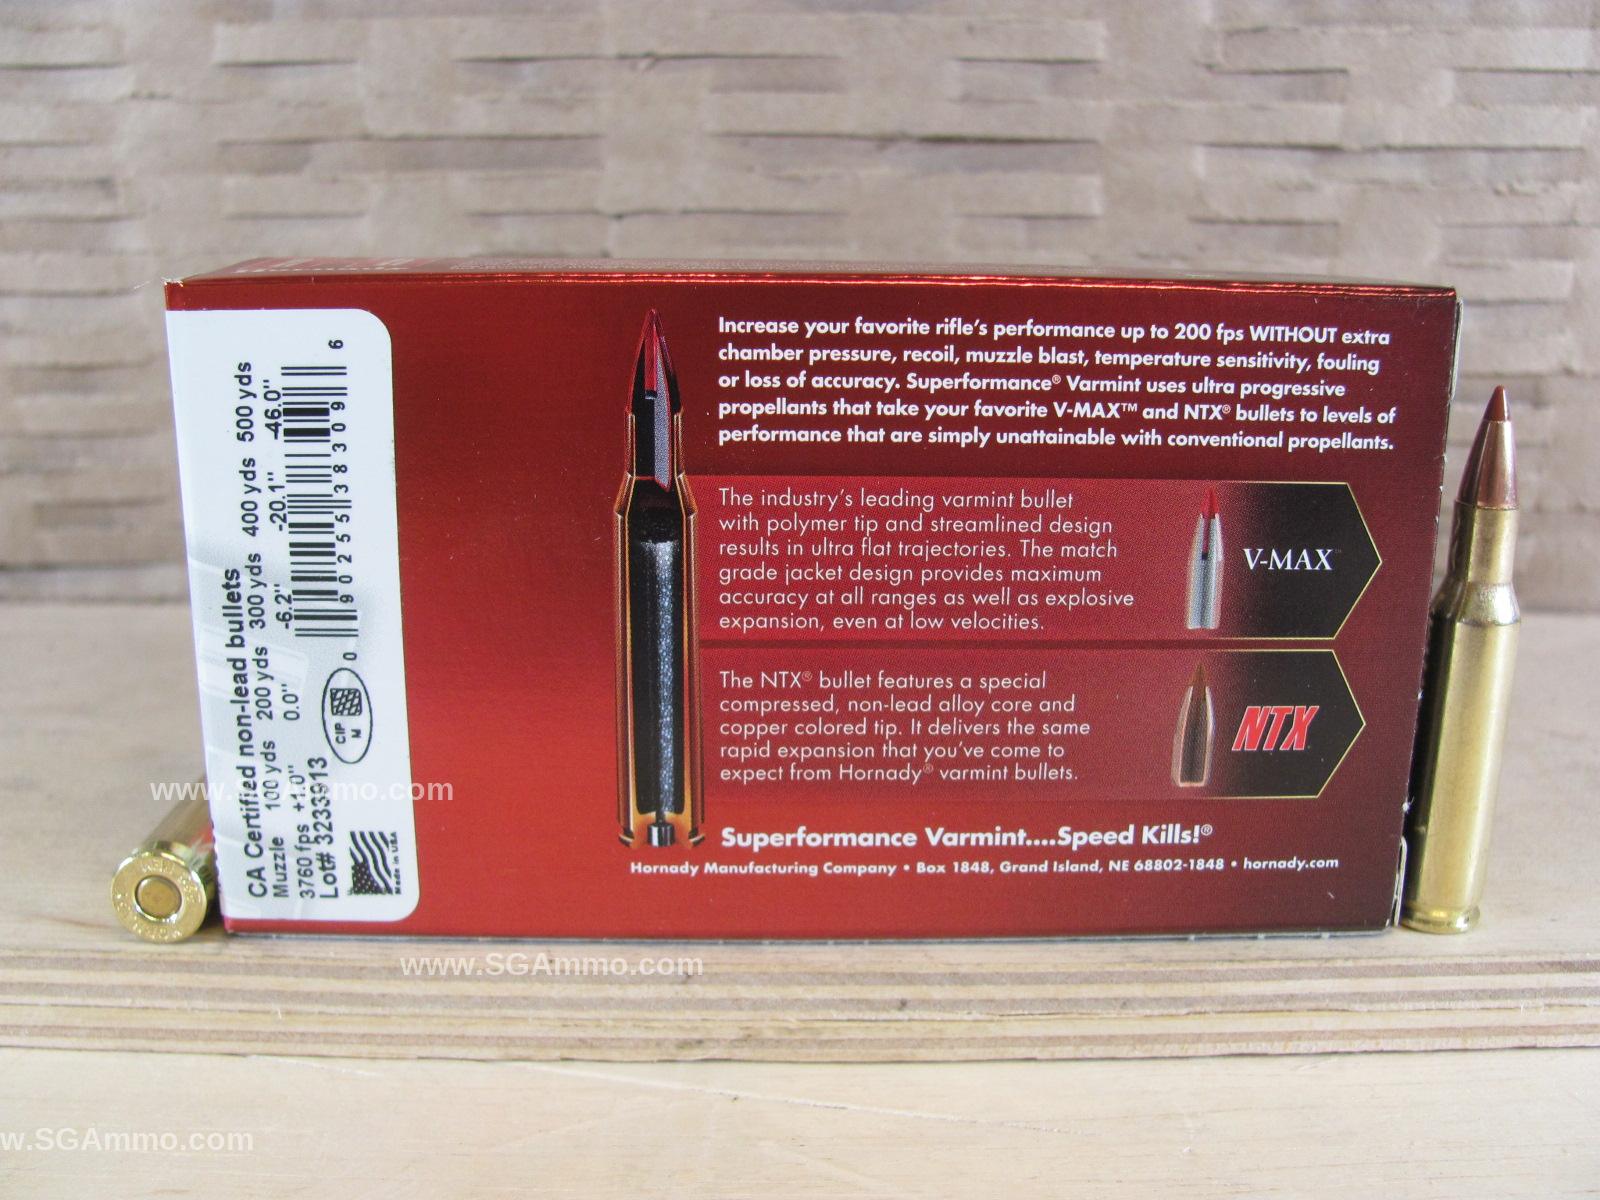 CA Certified non-lead bullets
Muzzle 100 yds 200 yds 300 yds 400 yds 500 yds
3760 fps +1.0" 0.0" -6.2" -20.1" -46.0"
Lot# 3233913
CIP
M
0 90255 38309 6
Made in USA
Increase your favorite rifle's performance up to 200 fps WITHOUT extra
chamber pressure, recoil, muzzle blast, temperature sensitivity, fouling
or loss of accuracy. Superformance® Varmint uses ultra progressive
propellants that take your favorite V-MAX™ and NTX® bullets to levels of
performance that are simply unattainable with conventional propellants.
The industry's leading varmint bullet
with polymer tip and streamlined design
results in ultra flat trajectories. The match
grade jacket design provides maximum
accuracy at all ranges as well as explosive
expansion, even at low velocities.
V-MAX™
The NTX® bullet features a special
compressed, non-lead alloy core and
copper colored tip. It delivers the same
rapid expansion that you've come to
expect from Hornady® varmint bullets.
NTX
Superformance Varmint....Speed Kills!®
Hornady Manufacturing Company • Box 1848, Grand Island, NE 68802-1848 • hornady.com
www.SGAmmo.com
www.SGAmmo.com
w.SGAmmo.com